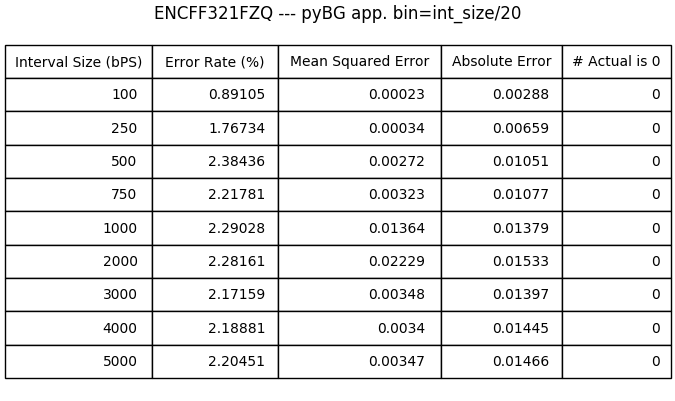 ENCFF321FZQ --- pyBG app. bin=int_size/20
Interval Size (bPS) Error Rate (%) Mean Squared Error Absolute Error # Actual is 0
100 0.89105 0.00023 0.00288 0
250 1.76734 0.00034 0.00659 0
500 2.38436 0.00272 0.01051 0
750 2.21781 0.00323 0.01077 0
1000 2.29028 0.01364 0.01379 0
2000 2.28161 0.02229 0.01533 0
3000 2.17159 0.00348 0.01397 0
4000 2.18881 0.0034 0.01445 0
5000 2.20451 0.00347 0.01466 0